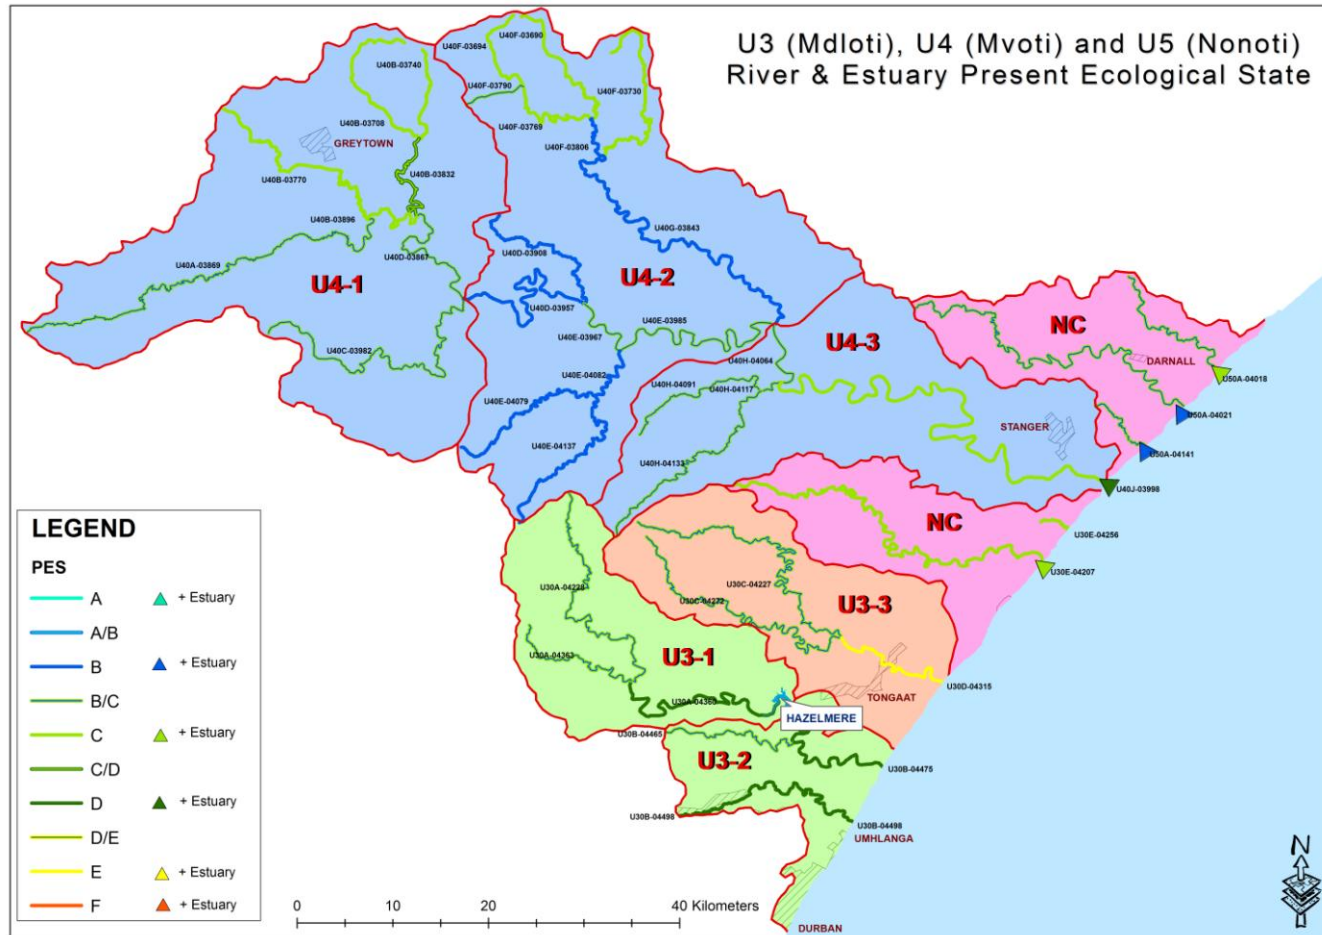 U3 (Mdloti), U4 (Mvoti) and U5 (Nonoti)
River & Estuary Present Ecological State
U40F-03694
U40F-03690
U40B-03740
U40F-03790
U40F-03730
U40B-03708
U40F-03769
GREYTOWN
U40F-03806
U40B-03770
U40B-03832
U40B-03896
U40G-03843
U40A-03869
U40D-03867
U40D-03908
U4-1
U4-2
U40D-03957
NC
U40E-03985
U40E-03967
U4-3
U40C-03982
U40H-04064
DARNALL
U40E-04082
U40H-04091
U40H-04117
U50A-04018
U40E-04079
U50A-04021
STANGER
U40E-04137
U50A-04141
U40H-04133
U40J-03998
NC
U30E-04256
U30E-04207
U30A-04228
U30C-04227
U30C-04272
U3-3
U30A-04363
U3-1
U30D-04315
TONGAAT
U30A-04360
HAZELMERE
U30B-04465
U3-2
U30B-04475
U30B-04498
U30B-04498
UMHLANGA
DURBAN
LEGEND
PES
A + Estuary
A/B
B + Estuary
B/C
C + Estuary
C/D
D + Estuary
D/E
E + Estuary
F + Estuary
0 10 20 40 Kilometers
N